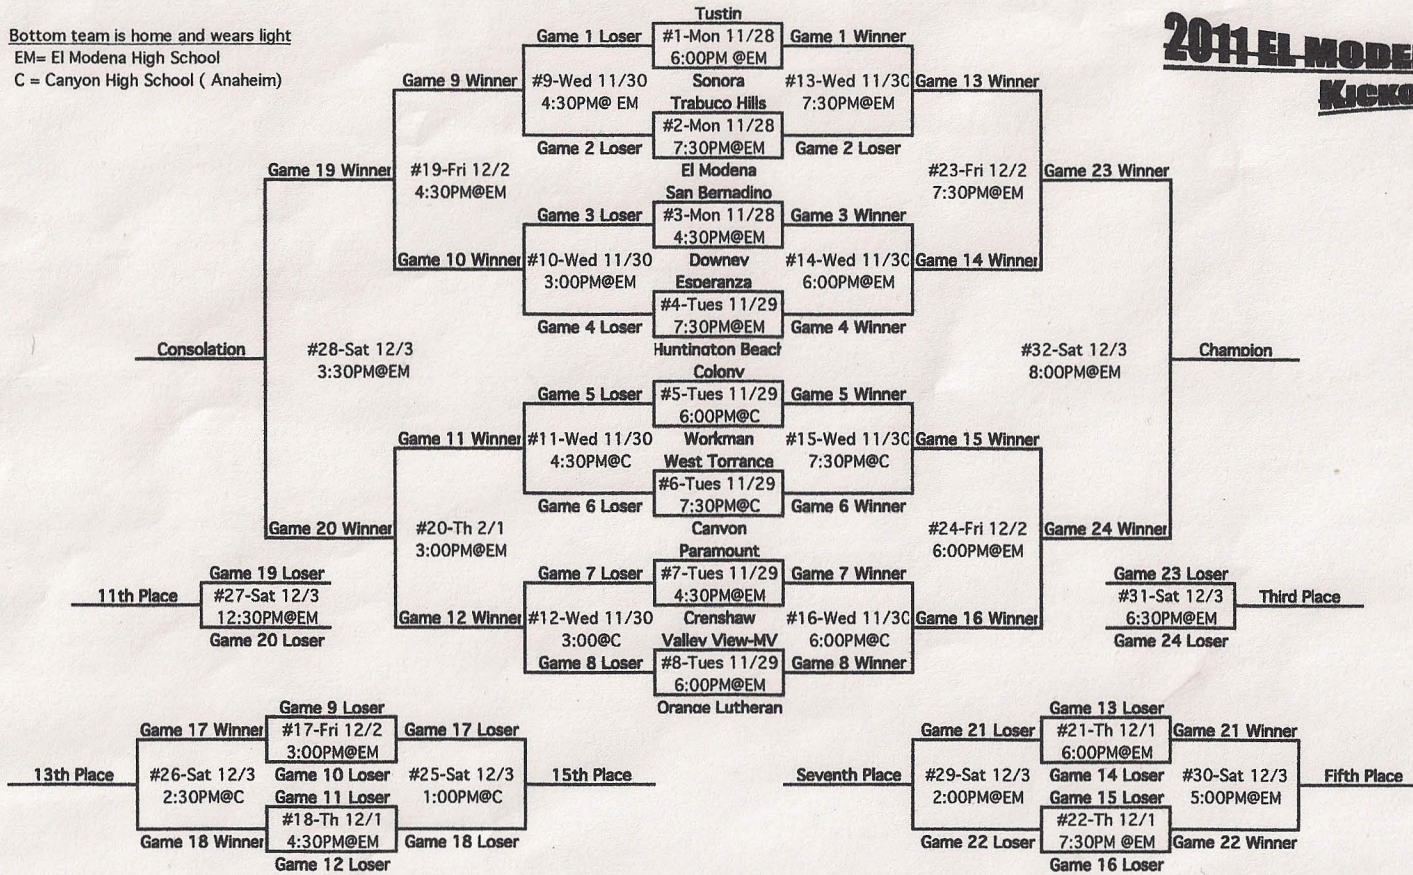 Bottom team is home and wears light
EM= El Modena High School
C = Canyon High School ( Anaheim)
2011 EL MODE
KICKO
Tustin
Game 1 Loser
#1-Mon 11/28
6:00PM @EM
Game 1 Winner
Sonora
Game 9 Winner
#9-Wed 11/30
4:30PM@ EM
#13-Wed 11/30
7:30PM@EM
Game 13 Winner
Trabuco Hills
Game 2 Loser
#2-Mon 11/28
7:30PM@EM
Game 2 Loser
El Modena
Game 19 Winner
#19-Fri 12/2
4:30PM@EM
#23-Fri 12/2
7:30PM@EM
Game 23 Winner
San Bernadino
Game 3 Loser
#3-Mon 11/28
4:30PM@EM
Game 3 Winner
Downey
Game 10 Winner
#10-Wed 11/30
3:00PM@EM
#14-Wed 11/30
6:00PM@EM
Game 14 Winner
Esperanza
Game 4 Loser
#4-Tues 11/29
7:30PM@EM
Game 4 Winner
Huntington Beach
Consolation
#28-Sat 12/3
3:30PM@EM
#32-Sat 12/3
8:00PM@EM
Champion
Colony
Game 5 Loser
#5-Tues 11/29
6:00PM@C
Game 5 Winner
Workman
Game 11 Winner
#11-Wed 11/30
4:30PM@C
#15-Wed 11/30
7:30PM@C
Game 15 Winner
West Torrance
Game 6 Loser
#6-Tues 11/29
7:30PM@C
Game 6 Winner
Canyon
Game 20 Winner
#20-Th 2/1
3:00PM@EM
#24-Fri 12/2
6:00PM@EM
Game 24 Winner
Paramount
Game 7 Loser
#7-Tues 11/29
4:30PM@EM
Game 7 Winner
Crenshaw
Game 12 Winner
#12-Wed 11/30
3:00@C
#16-Wed 11/30
6:00PM@C
Game 16 Winner
Valley View-MV
Game 8 Loser
#8-Tues 11/29
6:00PM@EM
Game 8 Winner
Orange Lutheran
Game 19 Loser
11th Place
#27-Sat 12/3
12:30PM@EM
Game 20 Loser
Game 23 Loser
#31-Sat 12/3
6:30PM@EM
Third Place
Game 24 Loser
Game 9 Loser
Game 17 Winner
#17-Fri 12/2
3:00PM@EM
Game 17 Loser
Game 10 Loser
13th Place
#26-Sat 12/3
2:30PM@C
#25-Sat 12/3
1:00PM@C
15th Place
Game 11 Loser
Game 18 Winner
#18-Th 12/1
4:30PM@EM
Game 18 Loser
Game 12 Loser
Game 13 Loser
Game 21 Loser
#21-Th 12/1
6:00PM@EM
Game 21 Winner
Game 14 Loser
Seventh Place
#29-Sat 12/3
2:00PM@EM
#30-Sat 12/3
5:00PM@EM
Fifth Place
Game 15 Loser
Game 22 Loser
#22-Th 12/1
7:30PM @EM
Game 22 Winner
Game 16 Loser